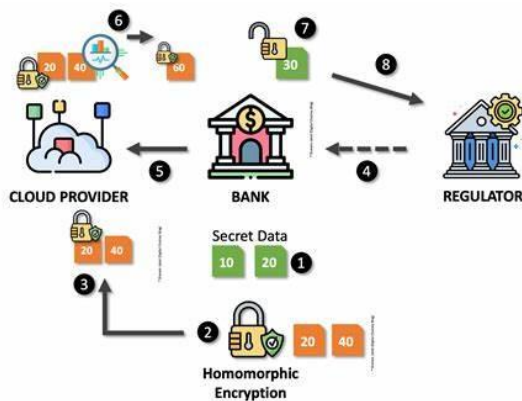 6
7
20 40
60
30
8
CLOUD PROVIDER
5
BANK
4
REGULATOR
Secret Data
20 40
10 20
1
3
2
20 40
Homomorphic
Encryption